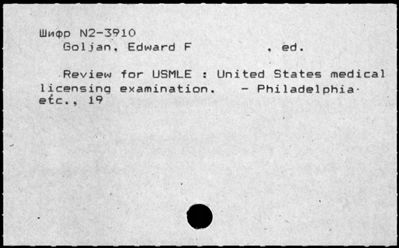 Шифр N2-3910
Goljan, Edward F , ed.
Review for USMLE : United States medical
licensing examination. - Philadelphia
etc., 19